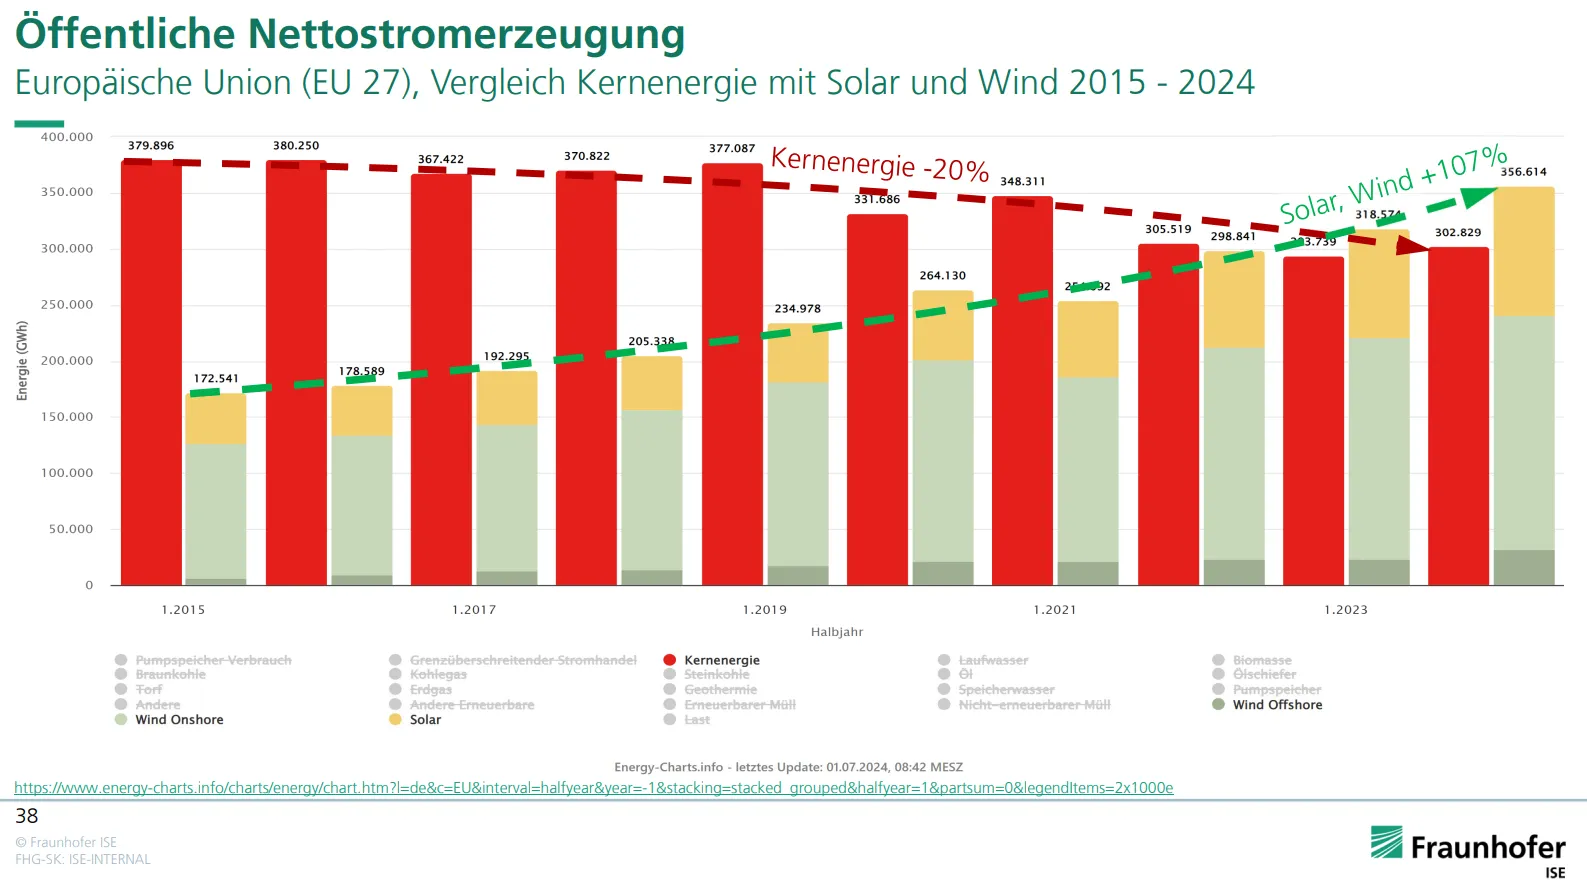 Öffentliche Nettostromerzeugung
Europäische Union (EU 27), Vergleich Kernenergie mit Solar und Wind 2015 - 2024
400.000
350.000
300.000
250.000
200.000
150.000
100.000
50.000
0
Energie (GWh)
379.896
172.541
380.250
178.589
367.422
192.295
370.822
205.338
377.087
234.978
331.686
264.130
348.311
305.519
298.841
318.574
302.829
356.614
Kernenergie -20%
Solar, Wind +107%
1.2015
1.2017
1.2019
1.2021
1.2023
Halbjahr
Pumpspeicher Verbrauch
Grenzüberschreitender Stromhandel
Kernenergie
Laufwasser
Biomasse
Braunkohle
Kohlegas
Steinkohle
Öl
Ölschiefer
Torf
Erdgas
Geothermie
Speicherwasser
Pumpspeicher
Andere
Andere Erneuerbare
Erneuerbarer Müll
Nicht-erneuerbarer Müll
Wind Offshore
Wind Onshore
Solar
Last
Energy-Charts.info - letztes Update: 01.07.2024, 08:42 MESZ
https://www.energy-charts.info/charts/energy/chart.htm?l=de&c=EU&interval=halfyear&year=-1&stacking=stacked_grouped&halfyear=1&partsum=0&legendItems=2x1000e
38
© Fraunhofer ISE
FHG-SK: ISE-INTERNAL
Fraunhofer
ISE